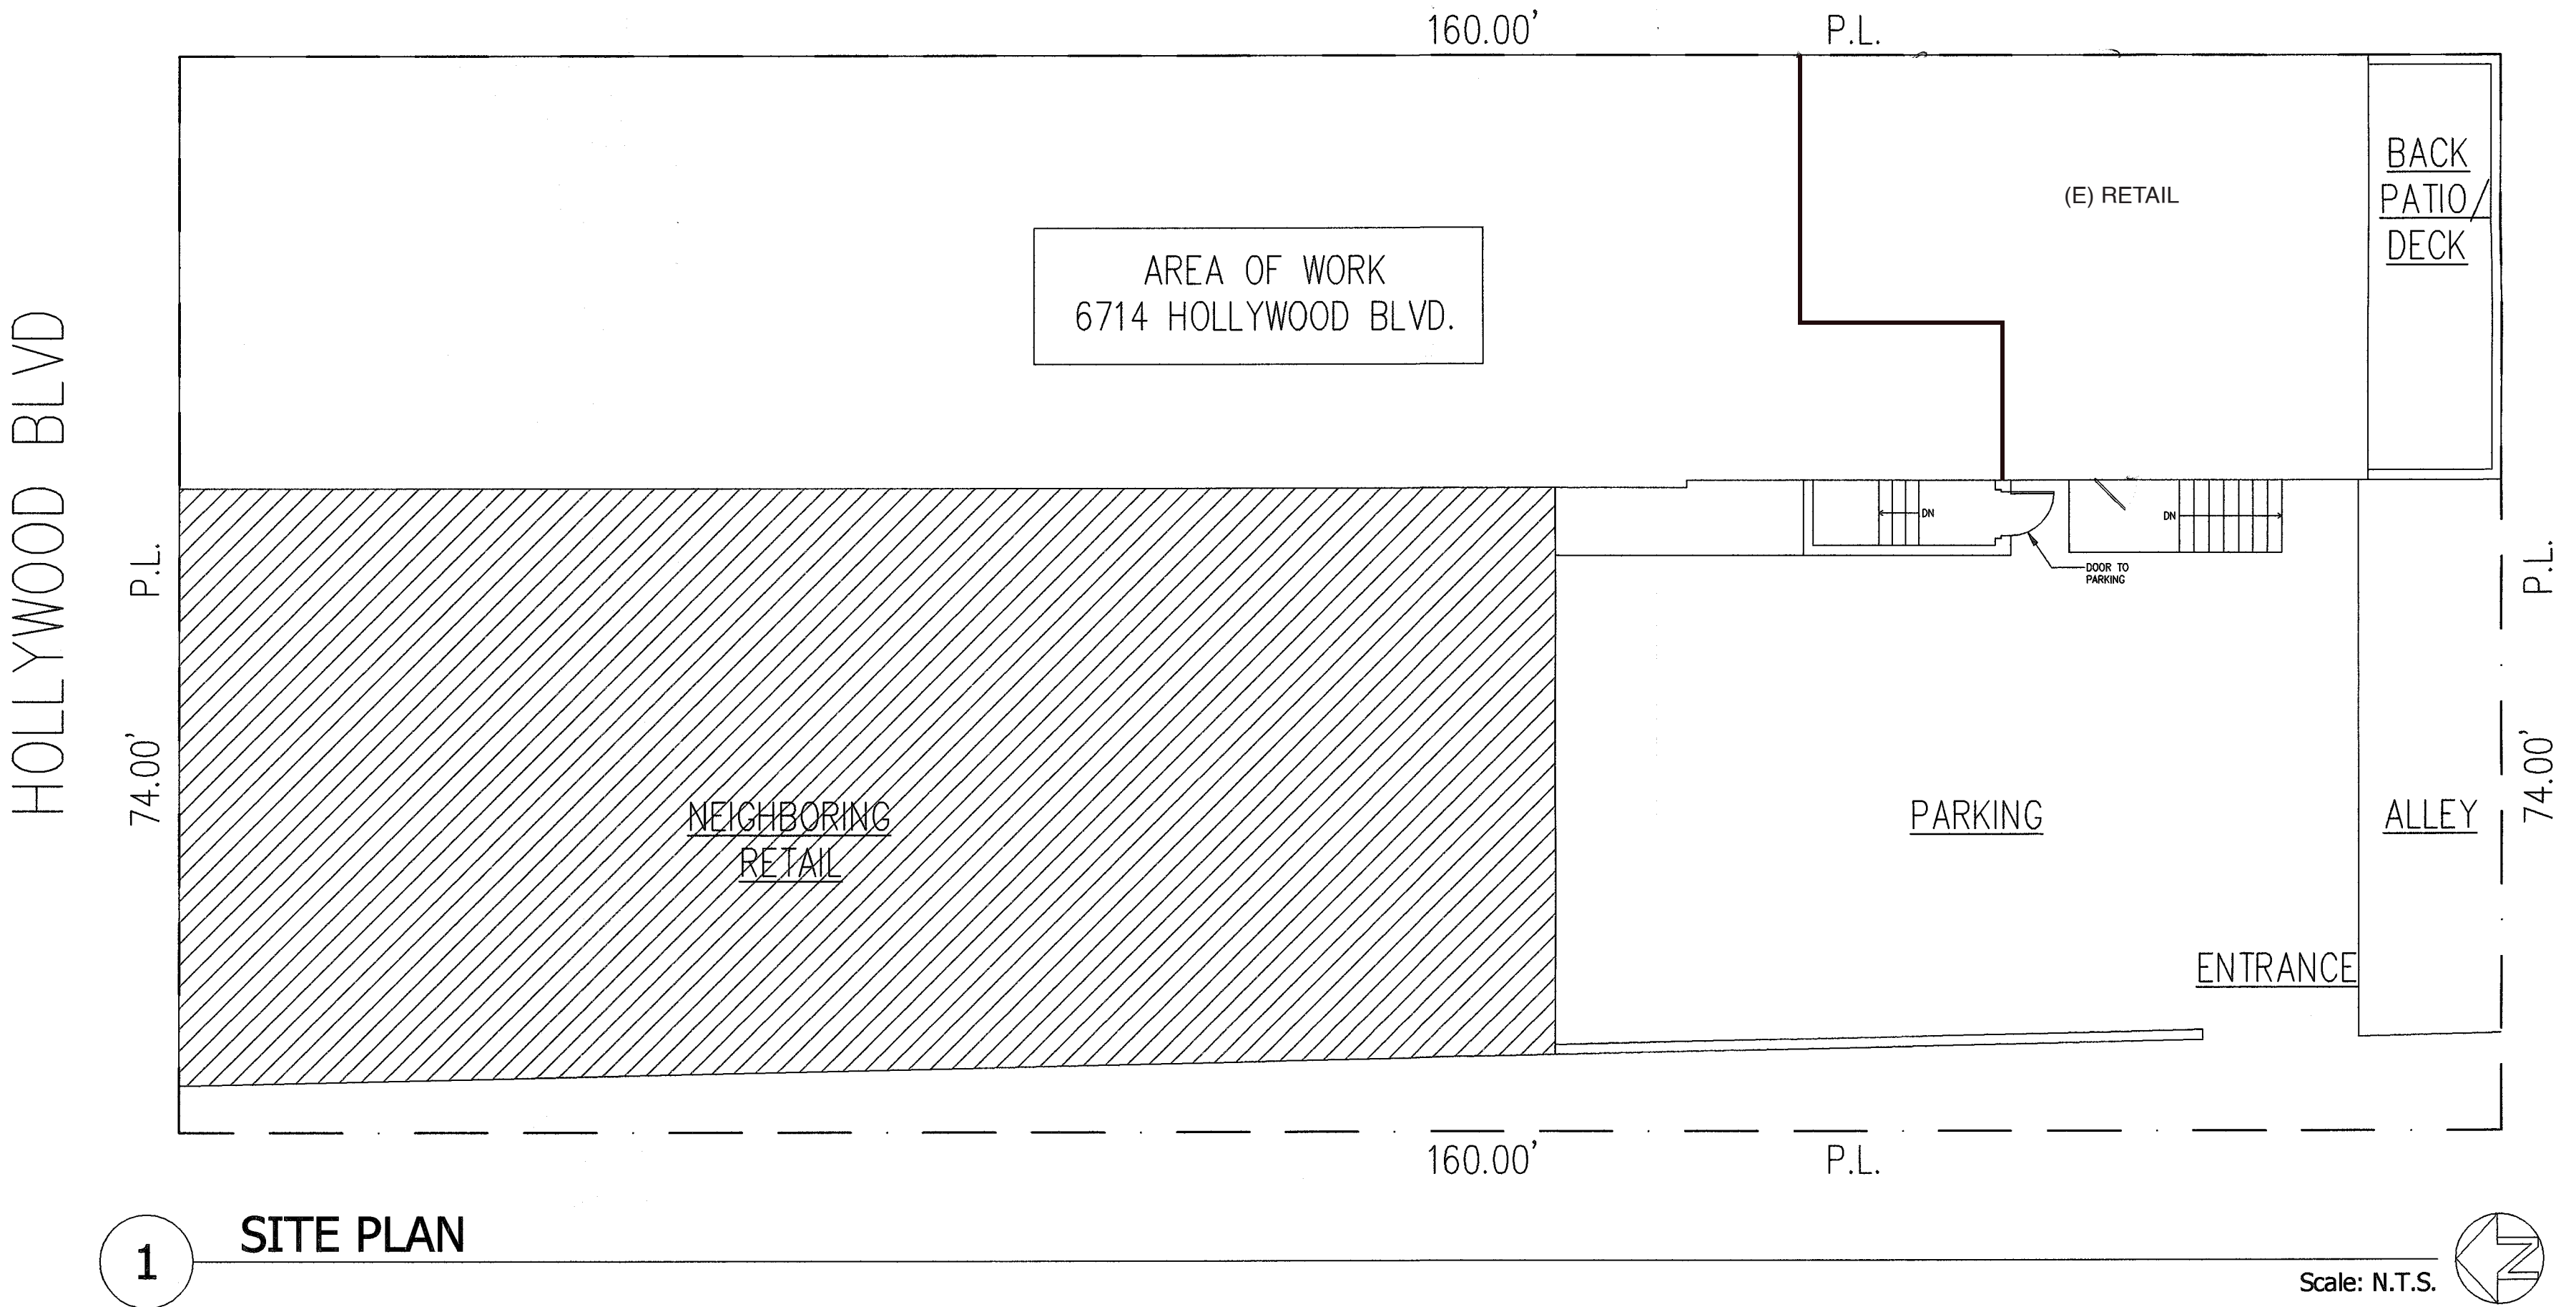 160.00' P.L.
BACK
PATIO/
DECK
(E) RETAIL
AREA OF WORK
6714 HOLLYWOOD BLVD.
HOLLYWOOD BLVD
P.L.
74.00'
DN
DN
DOOR TO
PARKING
P.L.
74.00'
NEIGHBORING
RETAIL
PARKING
ALLEY
ENTRANCE
160.00' P.L.
1 SITE PLAN
Scale: N.T.S.
N